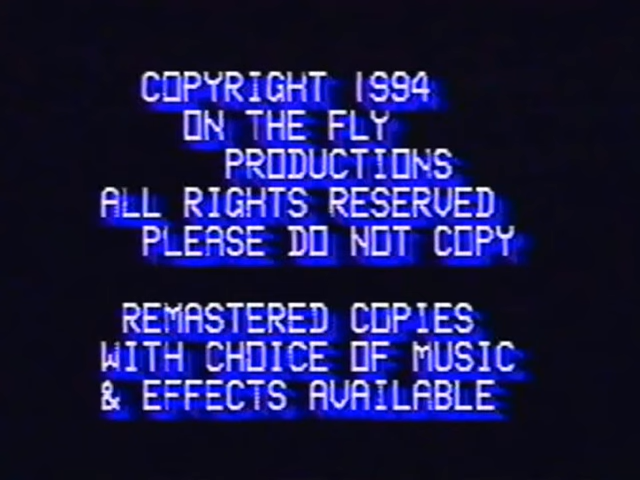 COPYRIGHT 1994
ON THE FLY
PRODUCTIONS
ALL RIGHTS RESERVED
PLEASE DO NOT COPY
REMASTERED COPIES
WITH CHOICE OF MUSIC
& EFFECTS AVAILABLE